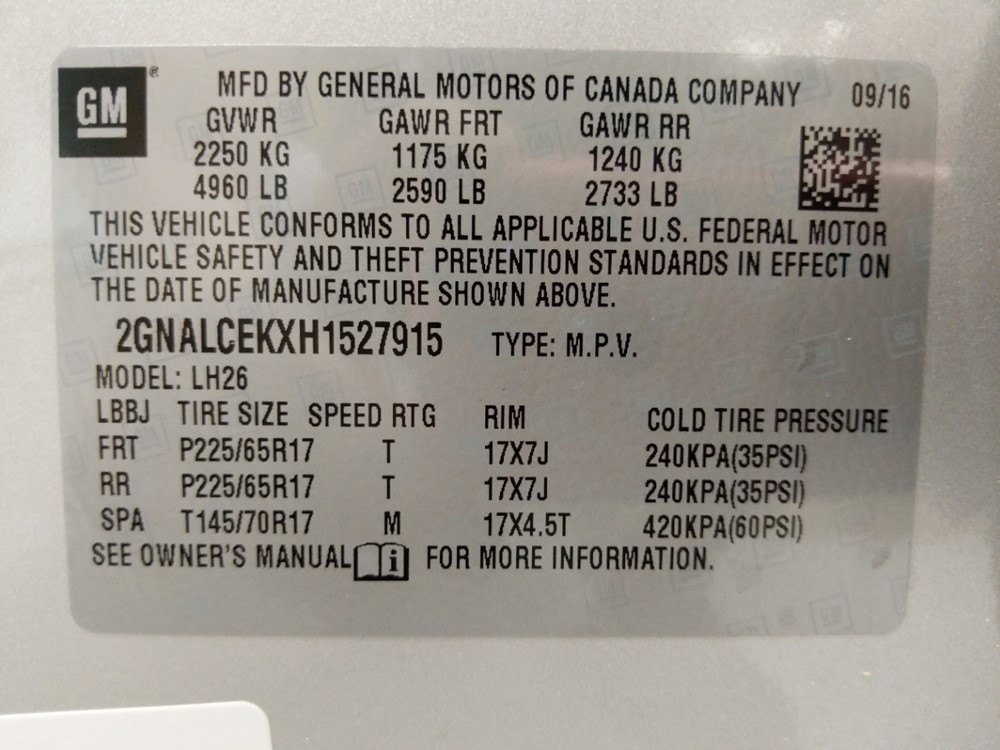 GM ® MFD BY GENERAL MOTORS OF CANADA COMPANY 09/16
GVWR GAWR FRT GAWR RR
2250 KG 1175 KG 1240 KG
4960 LB 2590 LB 2733 LB
THIS VEHICLE CONFORMS TO ALL APPLICABLE U.S. FEDERAL MOTOR
VEHICLE SAFETY AND THEFT PREVENTION STANDARDS IN EFFECT ON
THE DATE OF MANUFACTURE SHOWN ABOVE.
2GNALCEKXH1527915 TYPE: M.P.V.
MODEL: LH26
LBBJ TIRE SIZE SPEED RTG RIM COLD TIRE PRESSURE
FRT P225/65R17 T 17X7J 240KPA(35PSI)
RR P225/65R17 T 17X7J 240KPA(35PSI)
SPA T145/70R17 M 17X4.5T 420KPA(60PSI)
SEE OWNER'S MANUAL i FOR MORE INFORMATION.